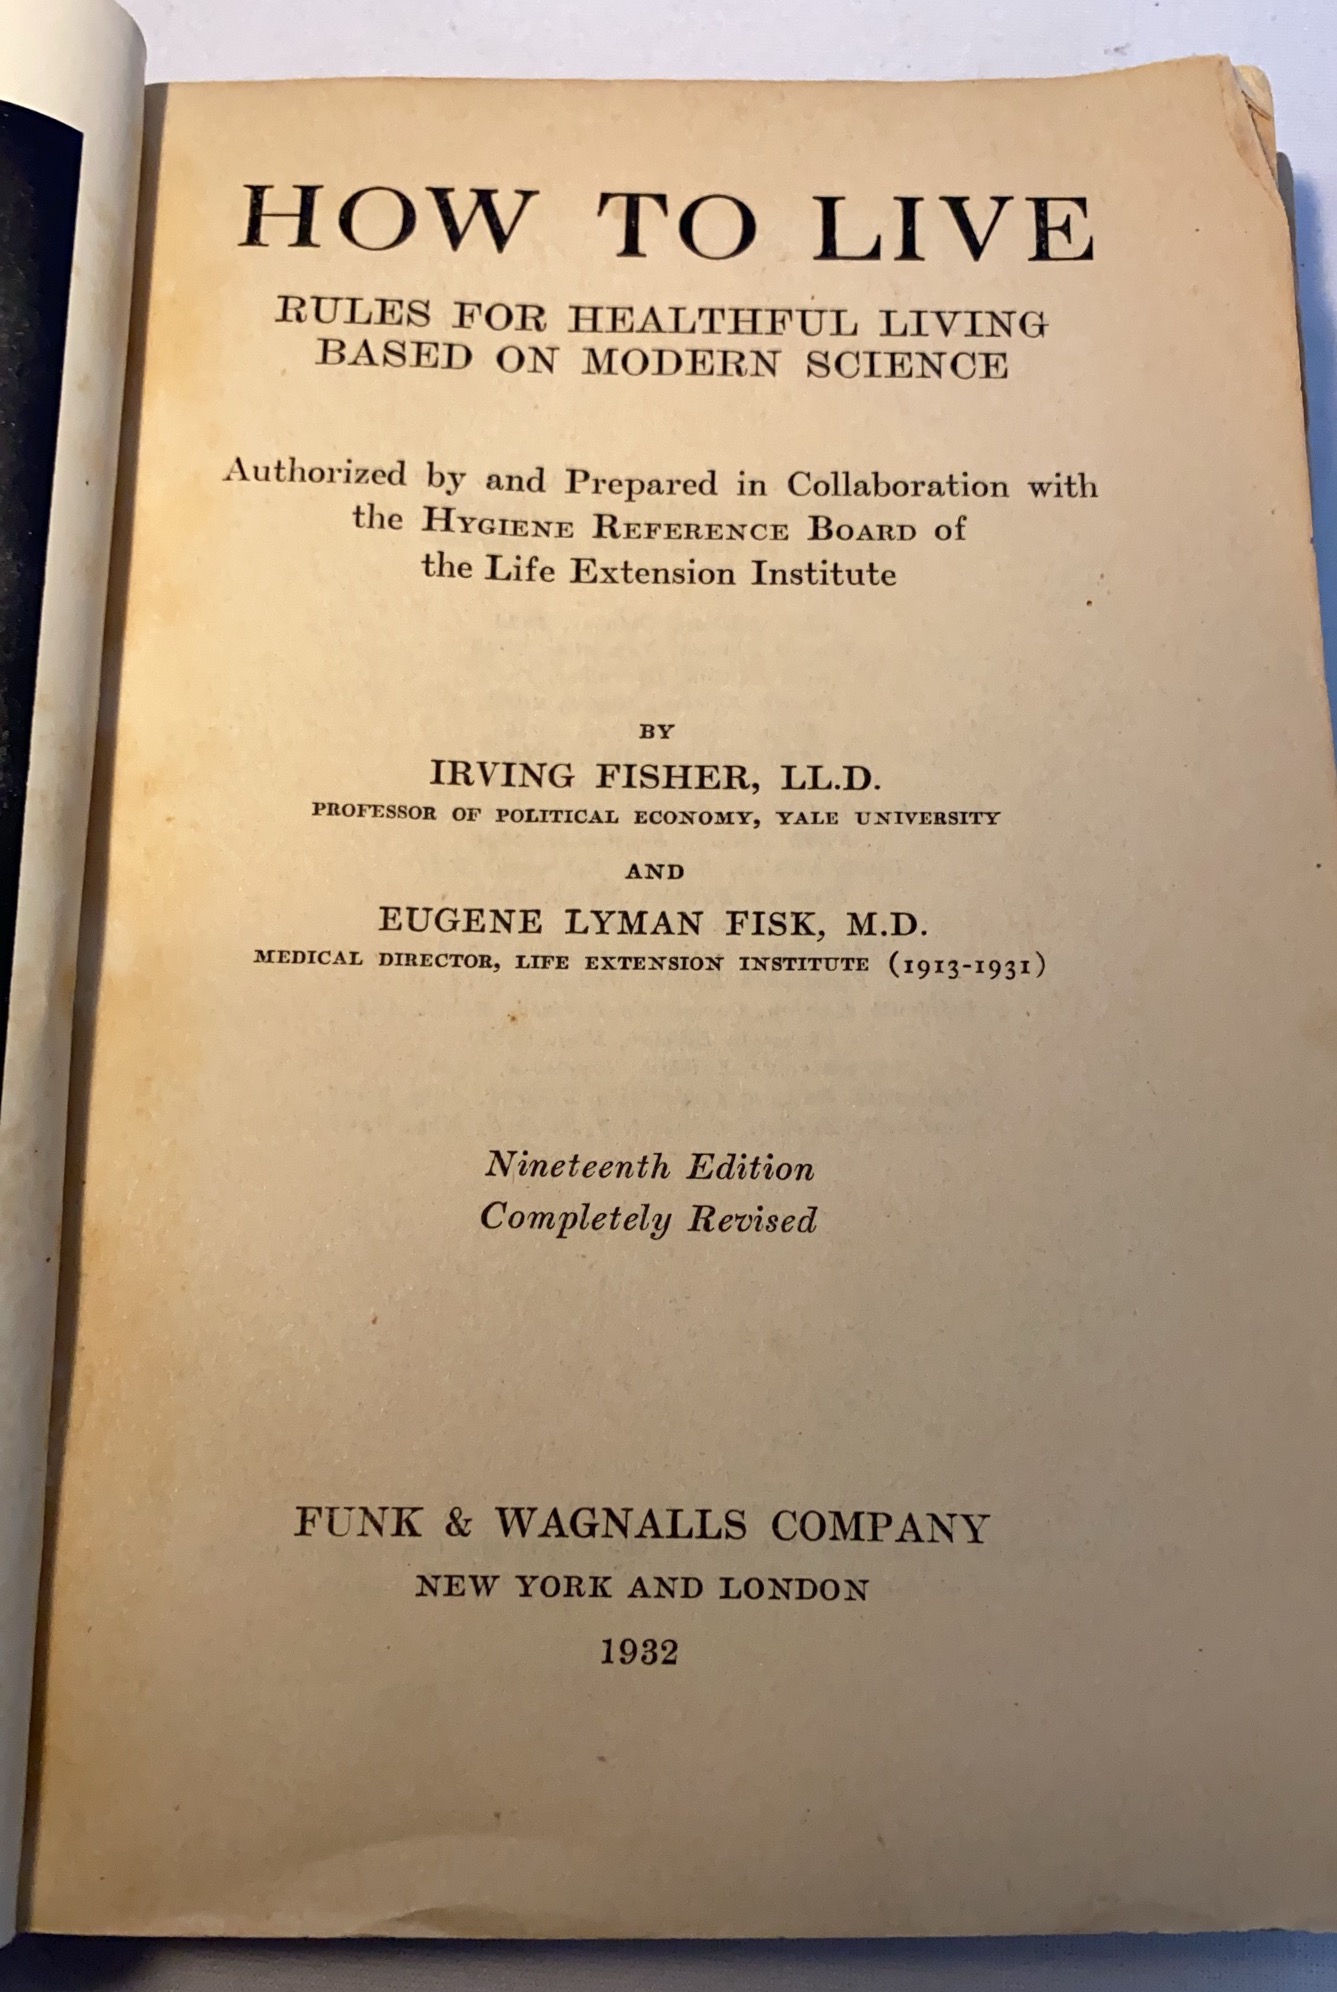 HOW TO LIVE
RULES FOR HEALTHFUL LIVING
BASED ON MODERN SCIENCE
Authorized by and Prepared in Collaboration with
the HYGIENE REFERENCE BOARD of
the Life Extension Institute
BY
IRVING FISHER, LL.D.
PROFESSOR OF POLITICAL ECONOMY, YALE UNIVERSITY
AND
EUGENE LYMAN FISK, M.D.
MEDICAL DIRECTOR, LIFE EXTENSION INSTITUTE (1913-1931)
Nineteenth Edition
Completely Revised
FUNK & WAGNALLS COMPANY
NEW YORK AND LONDON
1932